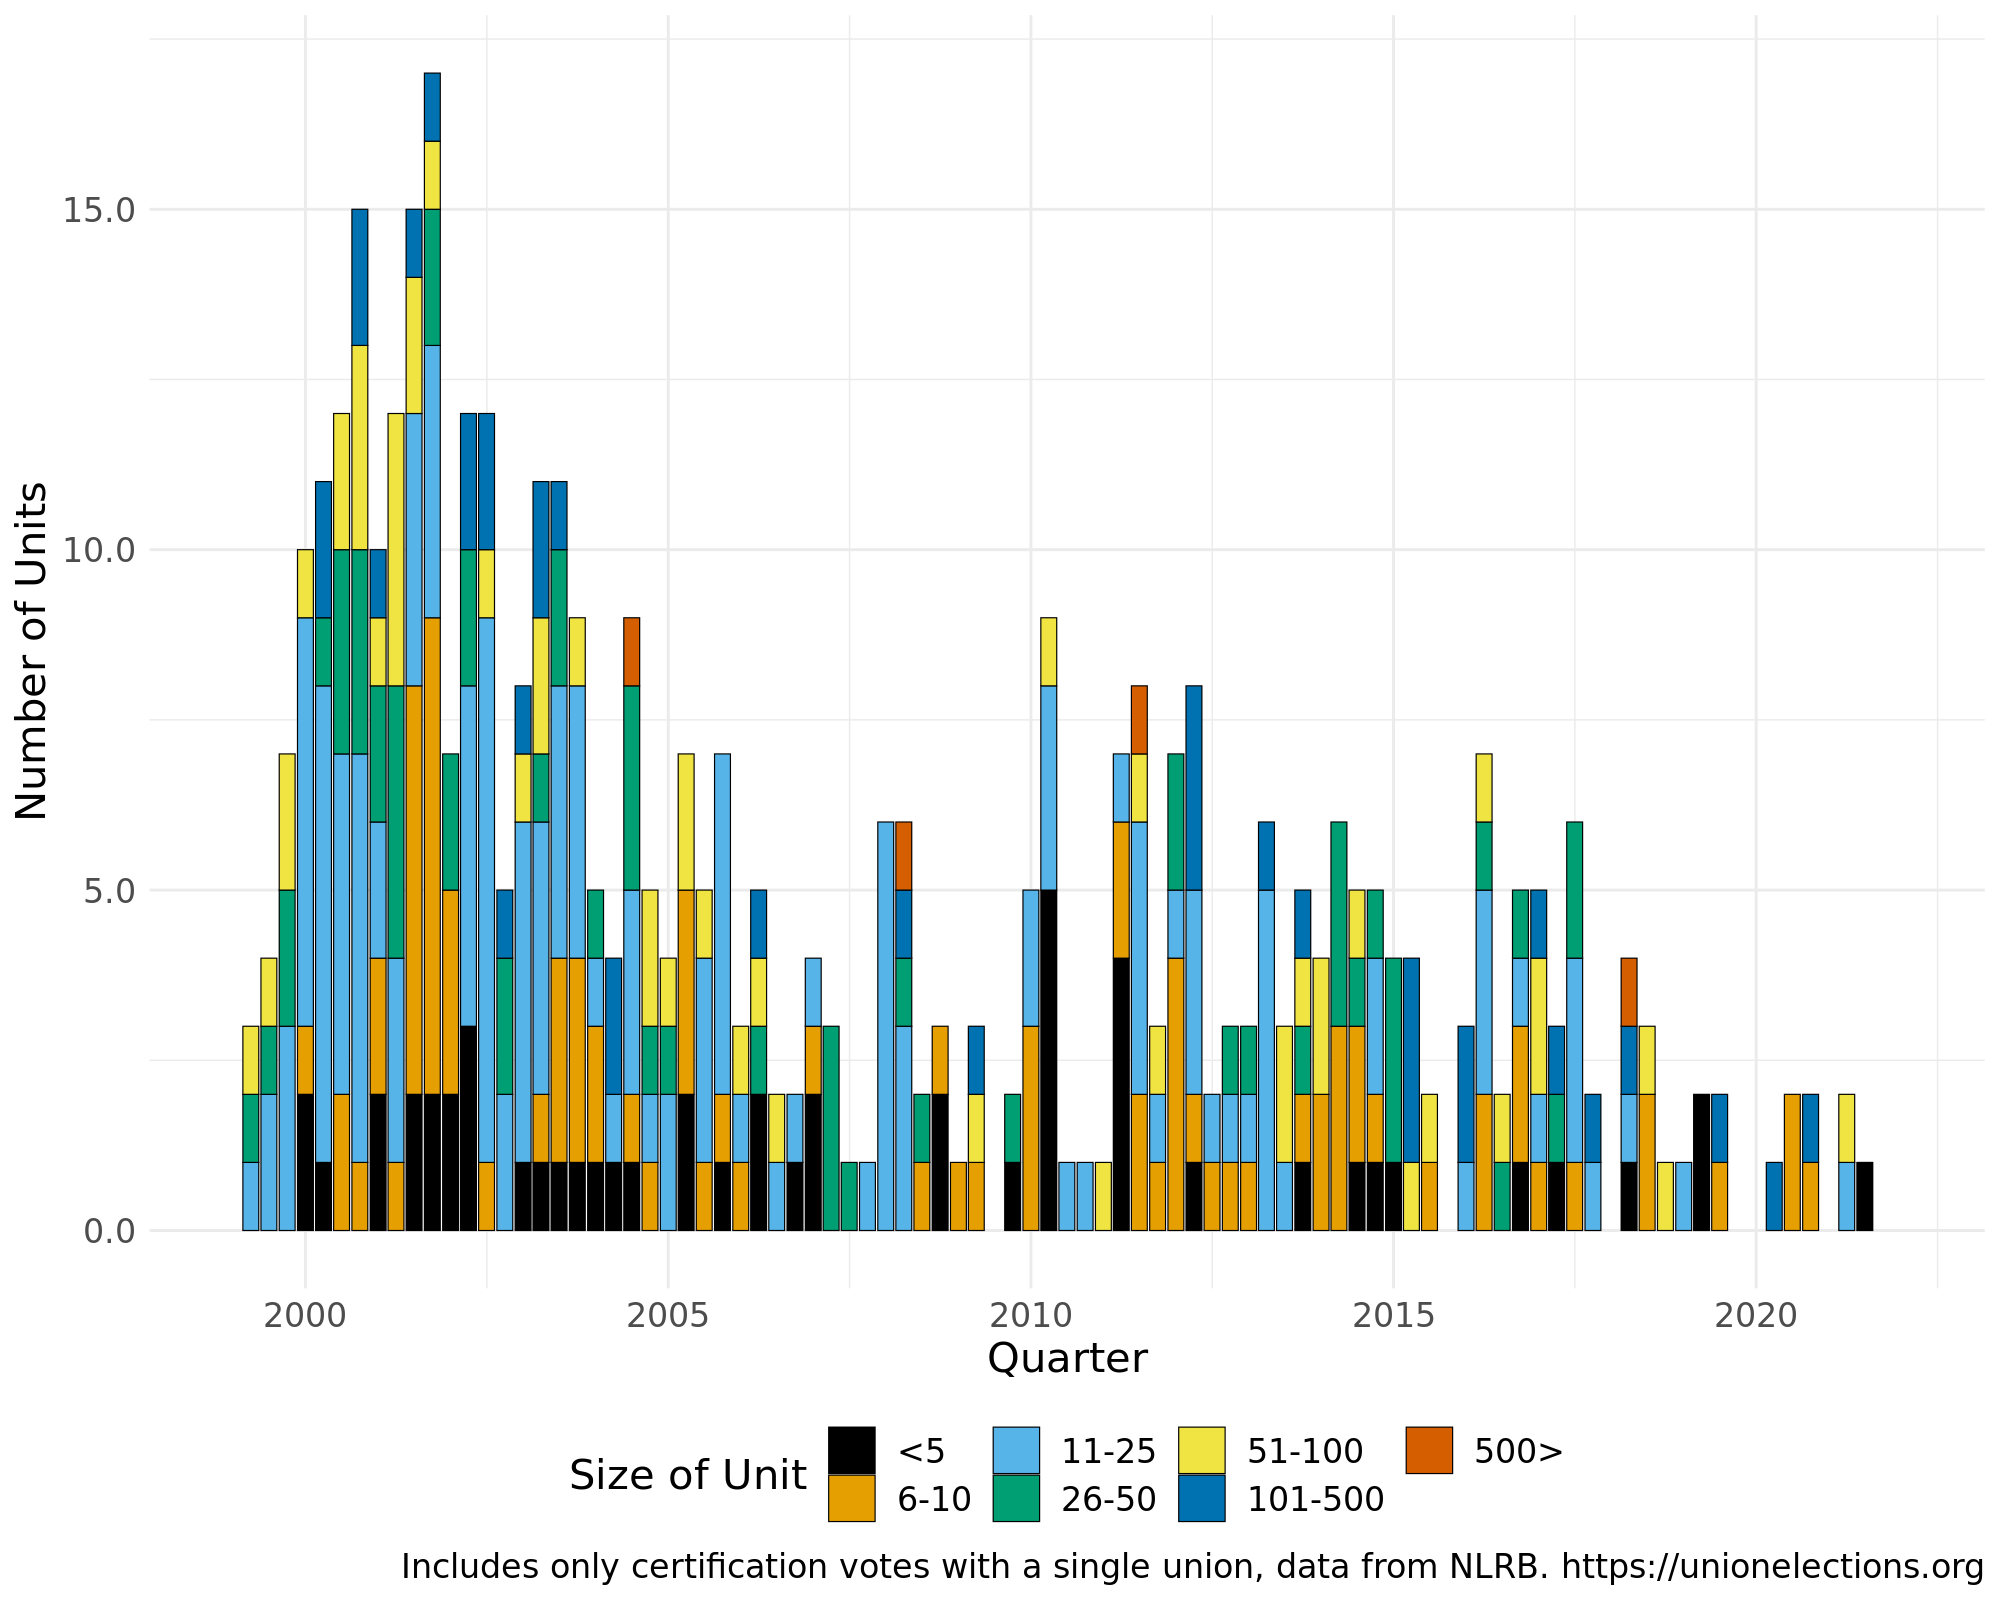 Number of Units
15.0
10.0
5.0
0.0
2000 2005 2010 2015 2020
Quarter
Size of Unit
<5 11-25 51-100 500>
6-10 26-50 101-500
Includes only certification votes with a single union, data from NLRB. https://unionelections.org